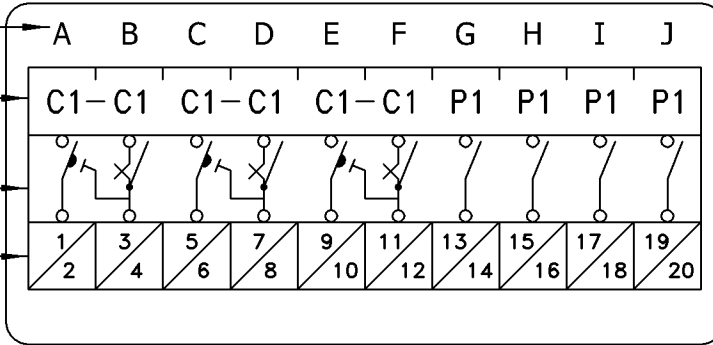 A B C D E F G H I J
C1-C1 C1-C1 C1-C1 P1 P1 P1 P1
1 3 5 7 9 11 13 15 17 19
2 4 6 8 10 12 14 16 18 20